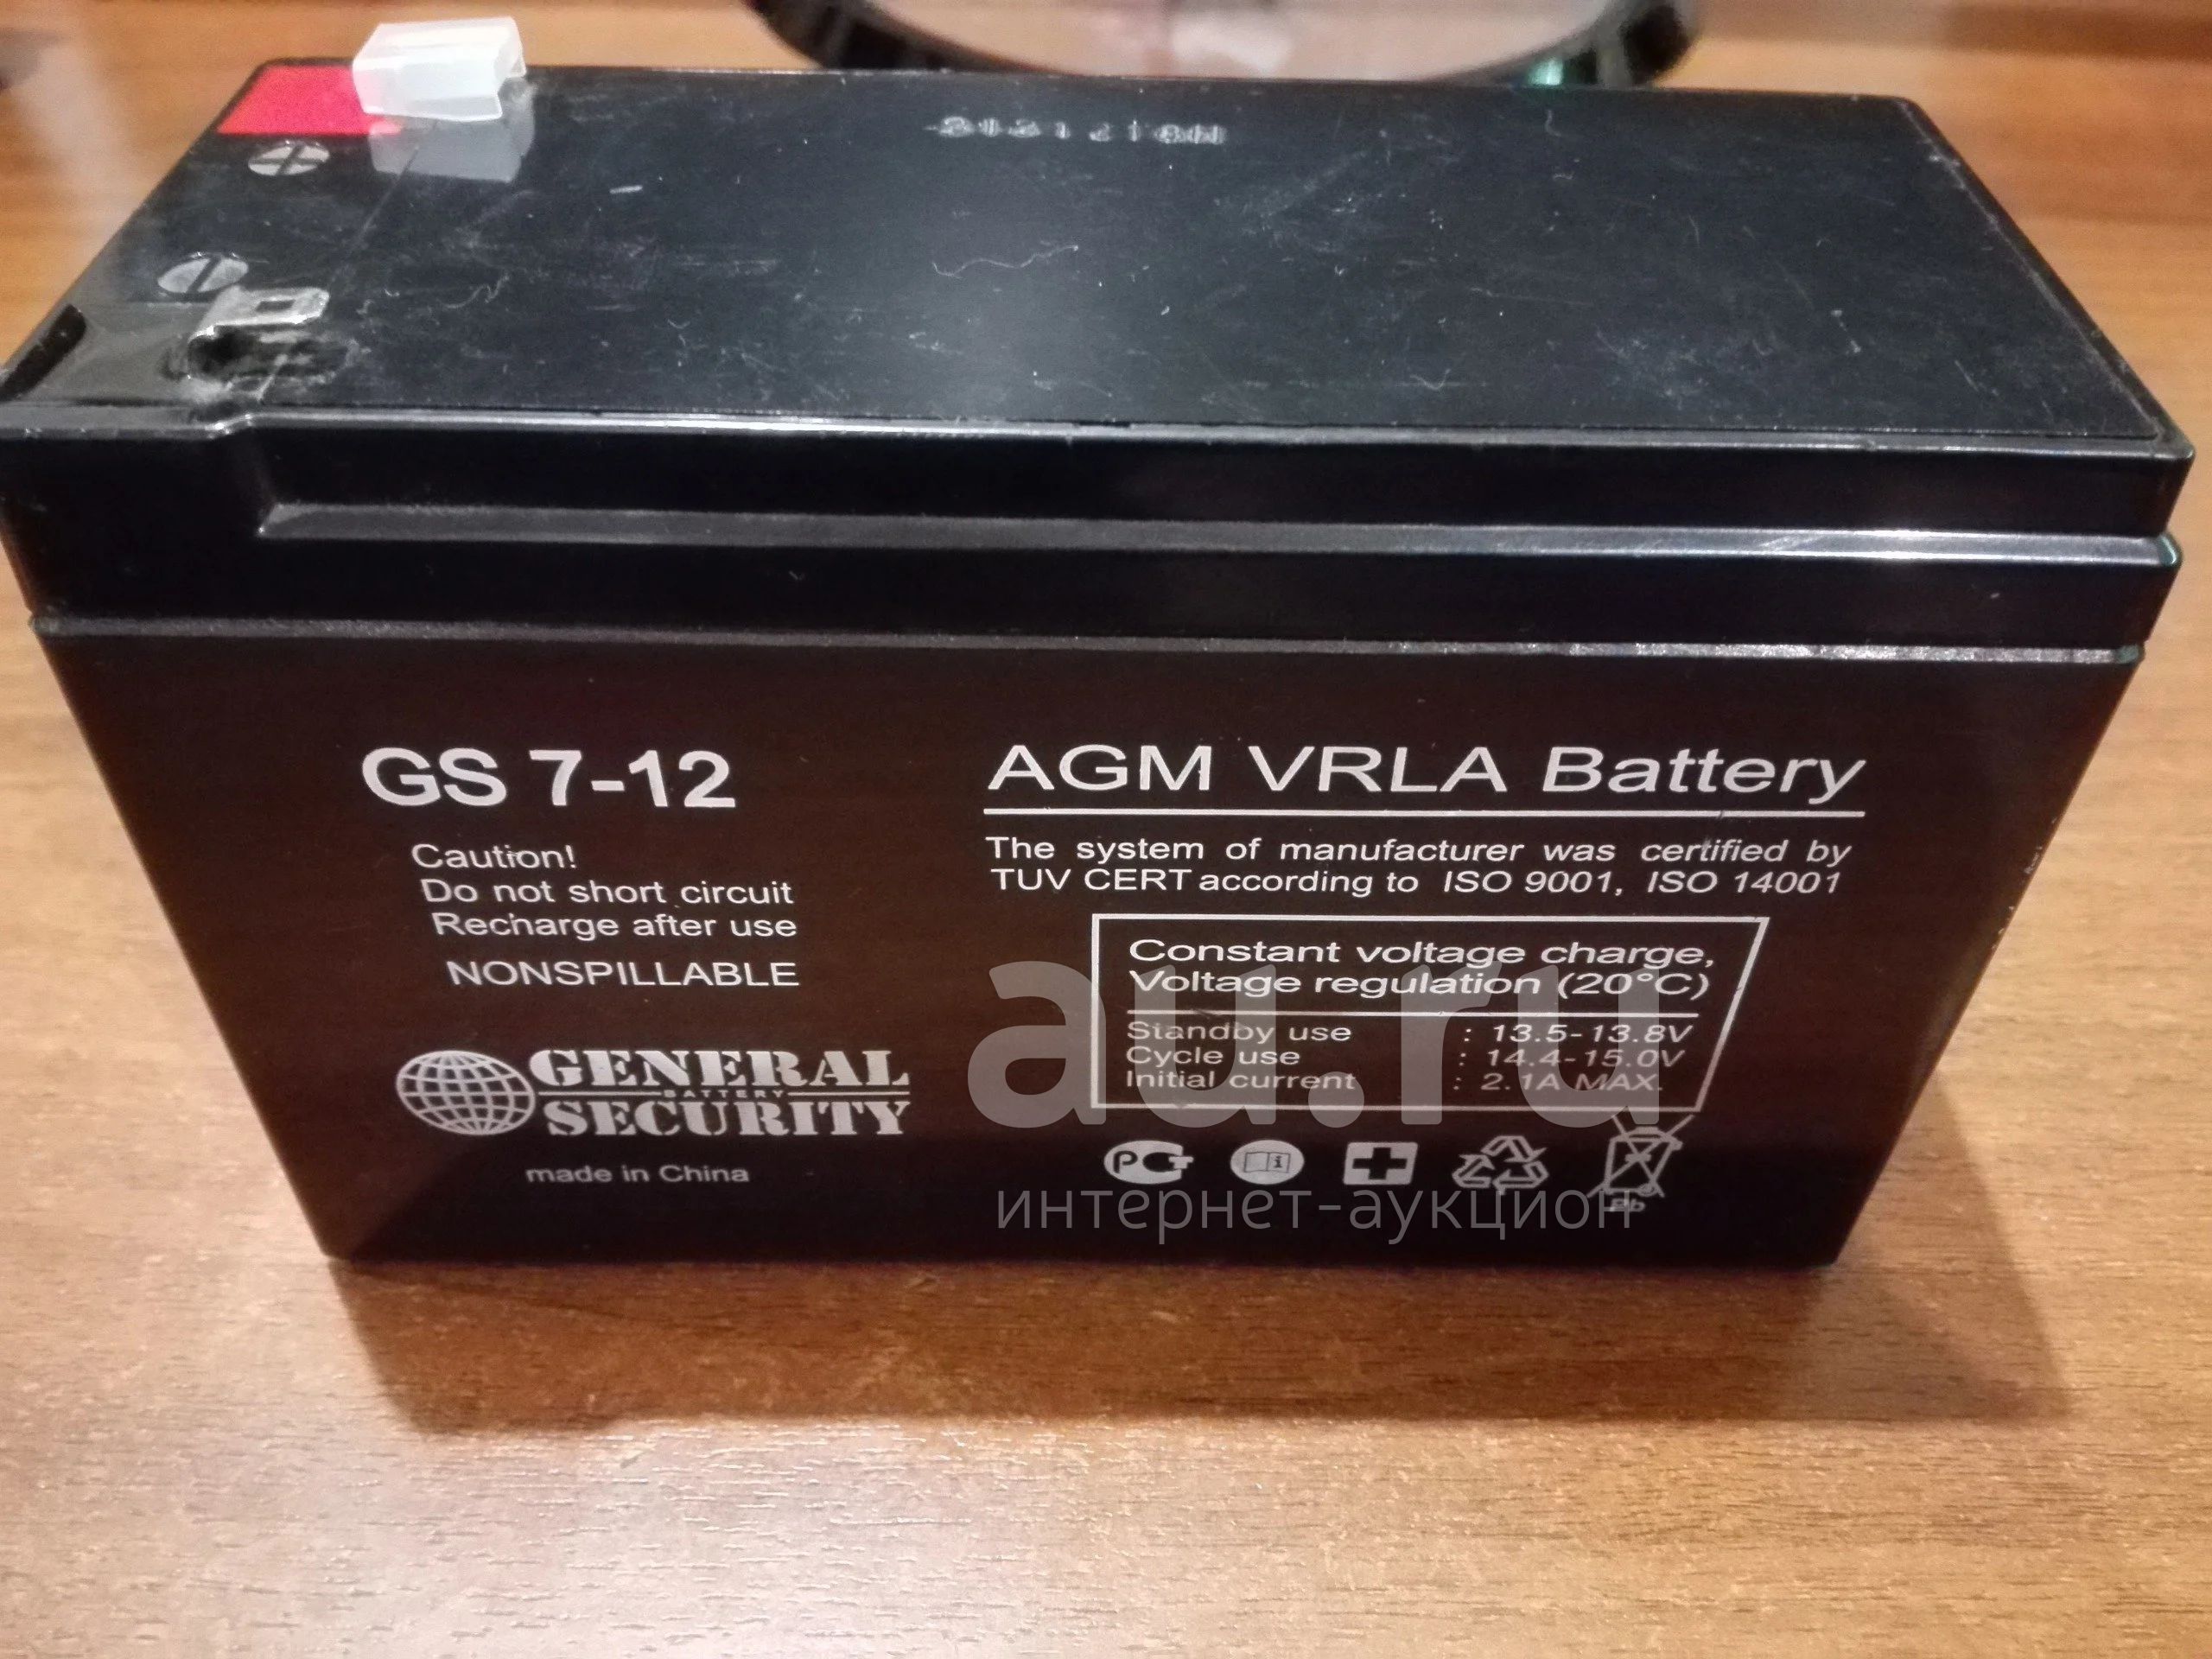 GS 7-12
Caution!
Do not short circuit
Recharge after use
NONSPILLABLE
GENERAL
BATTERY
SECURITY
made in China
AGM VRLA Battery
The system of manufacturer was certified by
TUV CERT according to ISO 9001, ISO 14001
Constant voltage charge,
Voltage regulation (20°C)
Standby use : 13.5-13.8V
Cycle use : 14.4-15.0V
Initial current : 2.1A MAX.
Pb
au.ru
интернет-аукцион